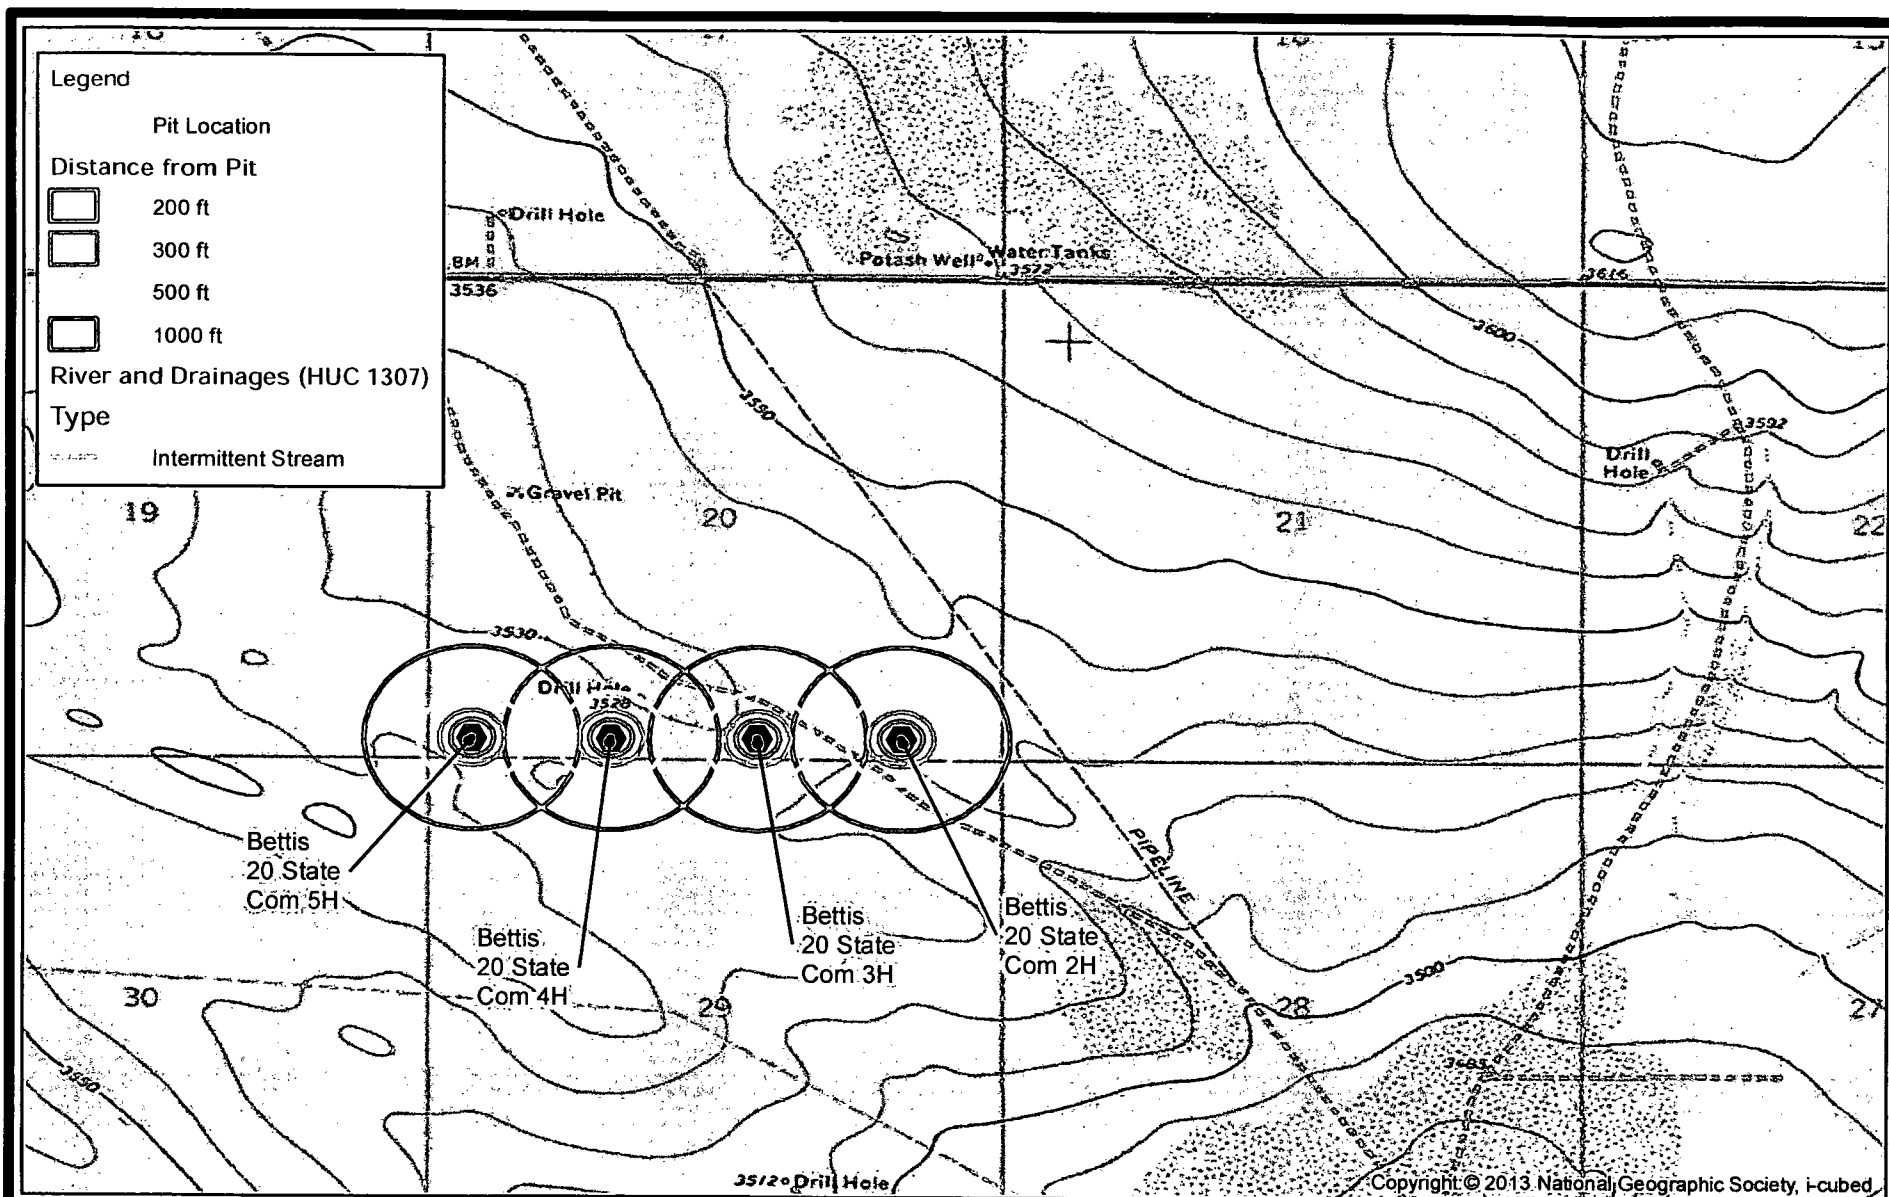 Legend
Pit Location
Distance from Pit
200 ft
300 ft
500 ft
1000 ft
River and Drainages (HUC 1307)
Type
Intermittent Stream
Drill Hole
BM
3536
Potash Well
Water Tanks
3572
3616
3600
3550
3592
Drill
Hole
Gravel Pit
19
20
21
22
3530
Drill Hole
3528
Bettis
20 State
Com 5H
Bettis
20 State
Com 4H
Bettis
20 State
Com 3H
Bettis
20 State
Com 2H
PIPELINE
3500
30
29
28
27
3550
3512 Drill Hole
Copyright:© 2013 National Geographic Society, i-cubed